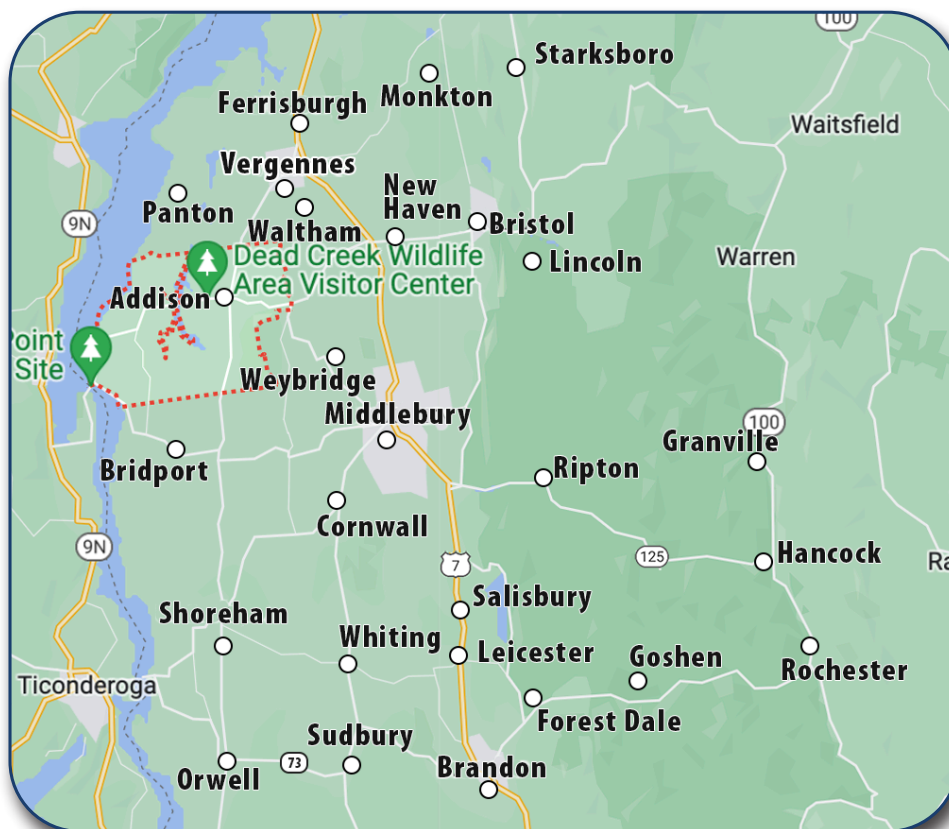 100
Starksboro
Monkton
Ferrisburgh
Waitsfield
Vergennes
New
Haven
Panton
9N
Waltham
Bristol
Dead Creek Wildlife
Area Visitor Center
Lincoln
Warren
Addison
oint
Site
Weybridge
Middlebury
100
Granville
Bridport
Ripton
Cornwall
9N
125
Hancock
7
Ra
Salisbury
Shoreham
Whiting
Leicester
Goshen
Rochester
Ticonderoga
Forest Dale
Sudbury
73
Brandon
Orwell